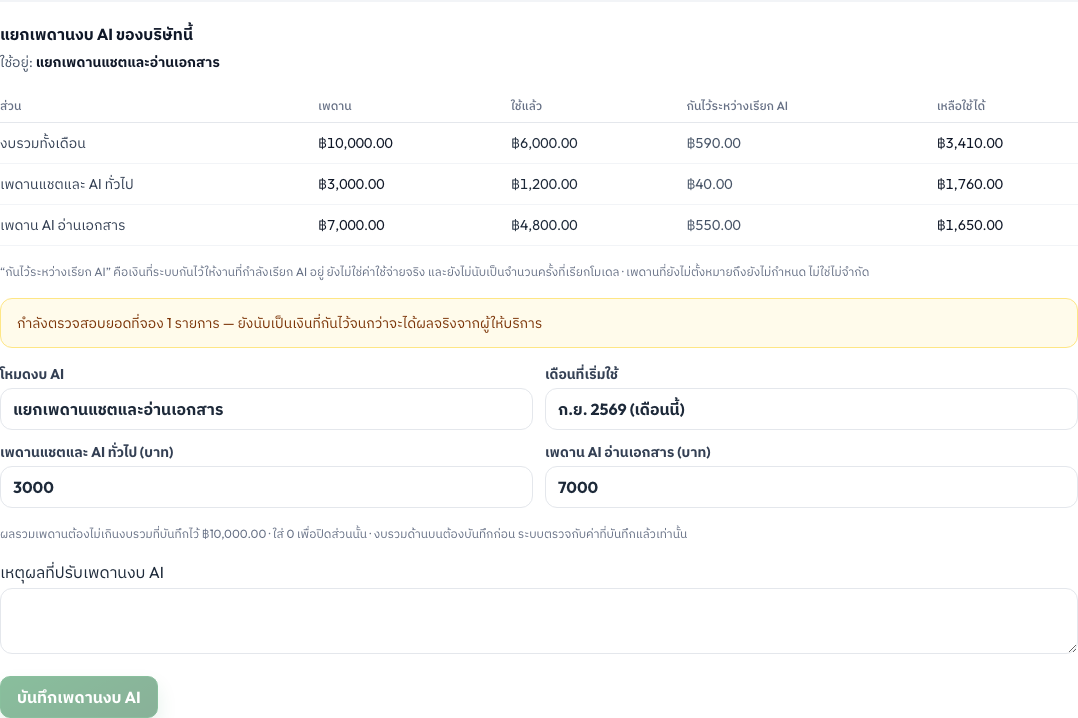 แยกเพดานงบ AI ของบริษัทนี้
ใช้อยู่: แยกเพดานแชตและอ่านเอกสาร
ส่วน เพดาน ใช้แล้ว กันไว้ระหว่างเรียก AI เหลือใช้ได้
งบรวมทั้งเดือน ฿10,000.00 ฿6,000.00 ฿590.00 ฿3,410.00
เพดานแชตและ AI ทั่วไป ฿3,000.00 ฿1,200.00 ฿40.00 ฿1,760.00
เพดาน AI อ่านเอกสาร ฿7,000.00 ฿4,800.00 ฿550.00 ฿1,650.00
“กันไว้ระหว่างเรียก AI” คือเงินที่ระบบกันไว้ให้งานที่กำลังเรียก AI อยู่ ยังไม่ใช่ค่าใช้จ่ายจริง และยังไม่นับเป็นจำนวนครั้งที่เรียกโมเดล · เพดานที่ยังไม่ตั้งหมายถึงยังไม่กำหนด ไม่ใช่ไม่จำกัด
กำลังตรวจสอบยอดที่จอง 1 รายการ — ยังนับเป็นเงินที่กันไว้จนกว่าจะได้ผลจริงจากผู้ให้บริการ
โหมดงบ AI เดือนที่เริ่มใช้
แยกเพดานแชตและอ่านเอกสาร ก.ย. 2569 (เดือนนี้)
เพดานแชตและ AI ทั่วไป (บาท) เพดาน AI อ่านเอกสาร (บาท)
3000 7000
ผลรวมเพดานต้องไม่เกินงบรวมที่บันทึกไว้ ฿10,000.00 · ใส่ 0 เพื่อปิดส่วนนั้น · งบรวมด้านบนต้องบันทึกก่อน ระบบตรวจกับค่าที่บันทึกแล้วเท่านั้น
เหตุผลที่ปรับเพดานงบ AI
บันทึกเพดานงบ AI